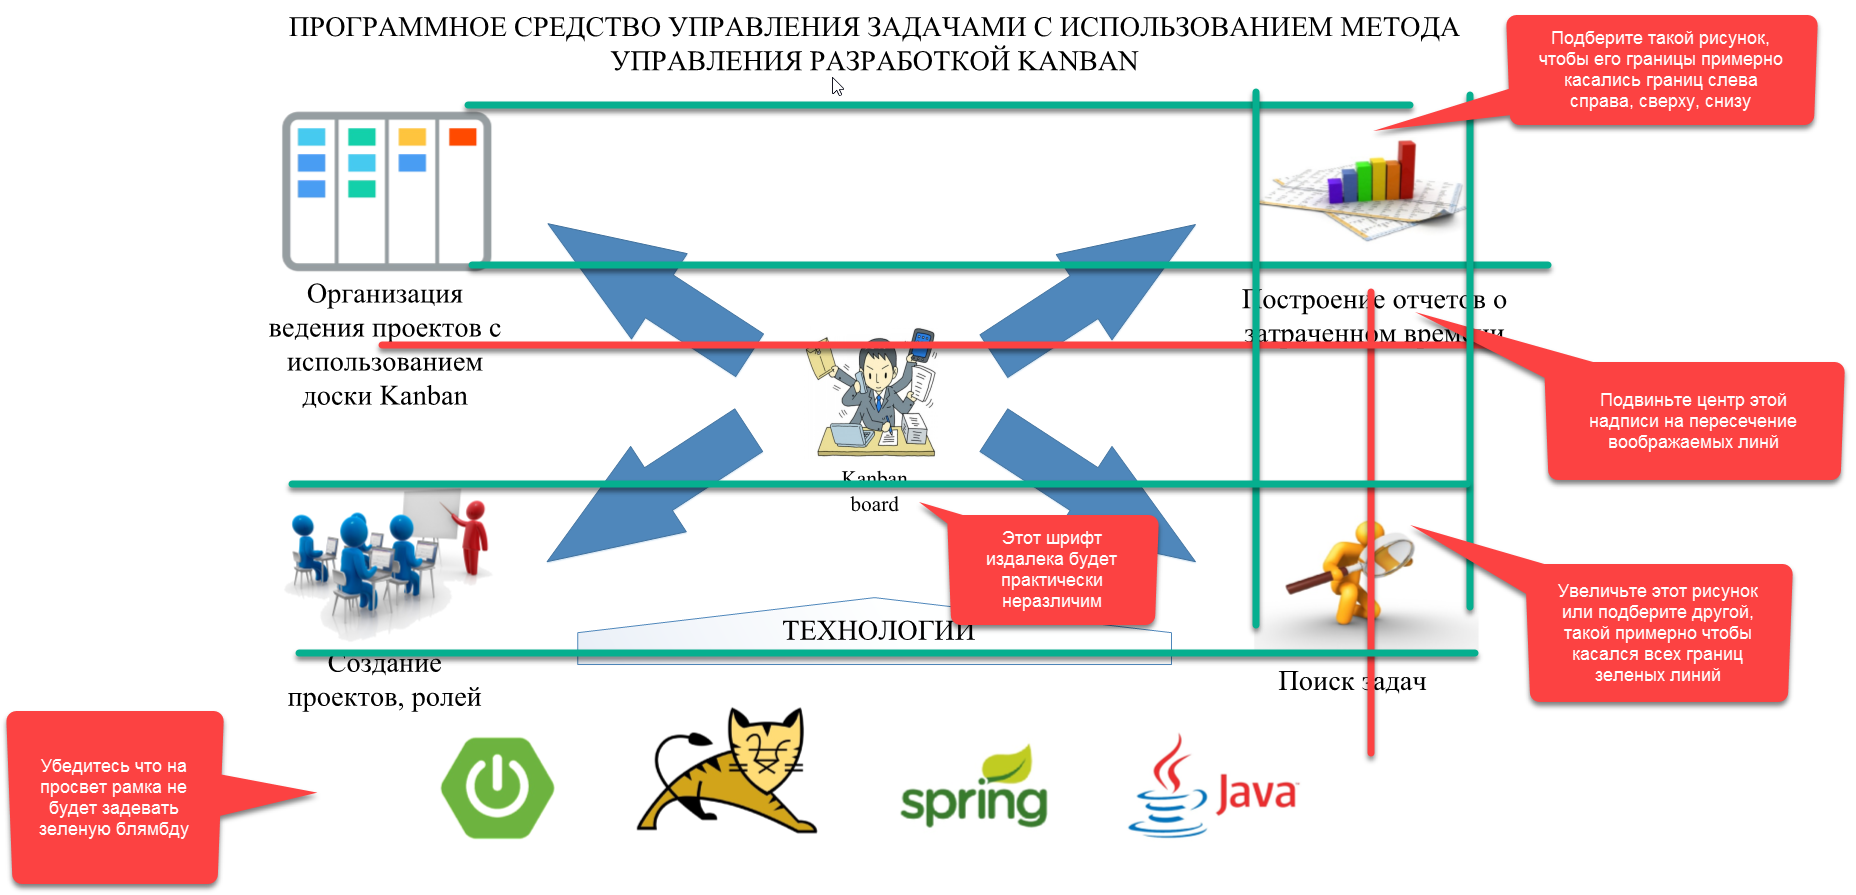 ПРОГРАММНОЕ СРЕДСТВО УПРАВЛЕНИЯ ЗАДАЧАМИ С ИСПОЛЬЗОВАНИЕМ МЕТОДА
УПРАВЛЕНИЯ РАЗРАБОТКОЙ KANBAN
Подберите такой рисунок,
чтобы его границы примерно
касались границ слева
справа, сверху, снизу
Организация
ведения проектов с
использованием
доски Kanban
Построение отчетов о
затраченном времени
Подвиньте центр этой
надписи на пересечение
воображаемых линй
Kanban
board
Этот шрифт
издалека будет
практически
неразличим
Увеличьте этот рисунок
или подберите другой,
такой примерно чтобы
касался всех границ
зеленых линий
ТЕХНОЛОГИИ
Создание
проектов, ролей
Поиск задач
Убедитесь что на
просвет рамка не
будет задевать
зеленую блямбду
spring
Java